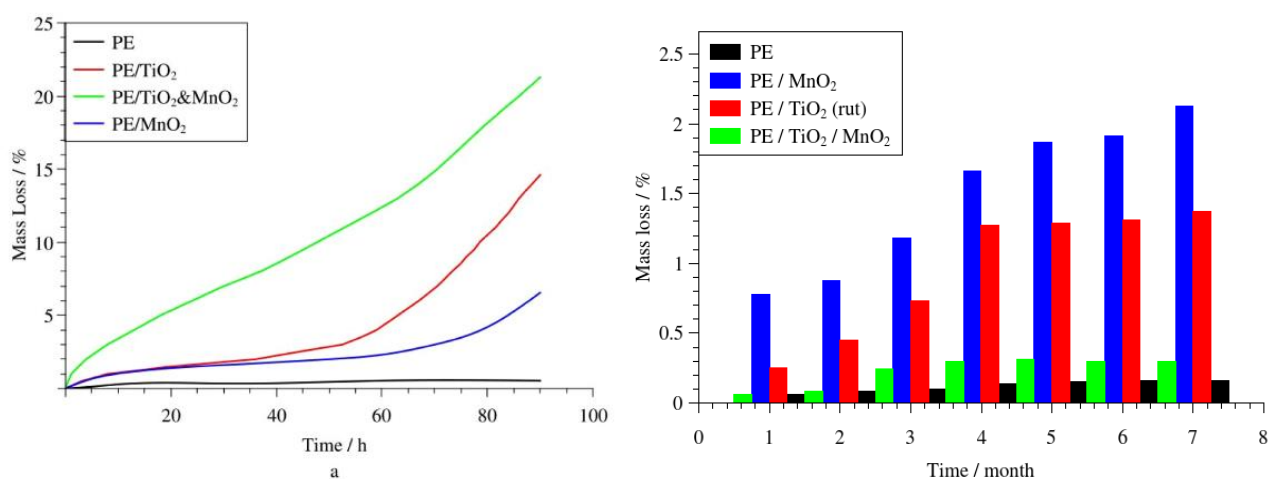 25
20
15
10
5
Mass Loss / %
PE
PE/TiO₂
PE/TiO₂&MnO₂
PE/MnO₂
20 40 60 80 100
Time / h
a
2.5
2
1.5
1
0.5
0
Mass loss / %
PE
PE / MnO₂
PE / TiO₂ (rut)
PE / TiO₂ / MnO₂
0 1 2 3 4 5 6 7 8
Time / month